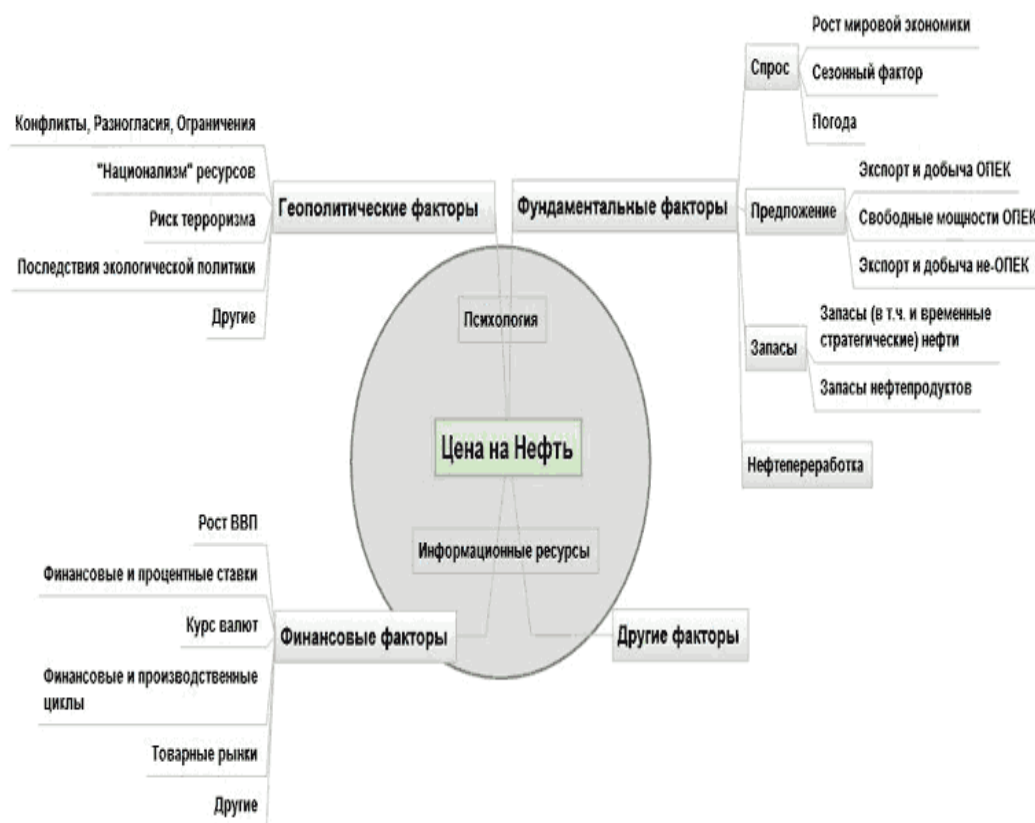 Рост мировой экономики
Спрос
Сезонный фактор
Погода
Конфликты, Разногласия, Ограничения
"Национализм" ресурсов
Риск терроризма
Последствия экологической политики
Другие
Геополитические факторы
Фундаментальные факторы
Экспорт и добыча ОПЕК
Предложение
Свободные мощности ОПЕК
Экспорт и добыча не-ОПЕК
Психология
Запасы (в т.ч. и временные
стратегические) нефти
Запасы
Запасы нефтепродуктов
Цена на Нефть
Нефтепереработка
Информационные ресурсы
Рост ВВП
Финансовые и процентные ставки
Курс валют
Финансовые факторы
Другие факторы
Финансовые и производственные
циклы
Товарные рынки
Другие